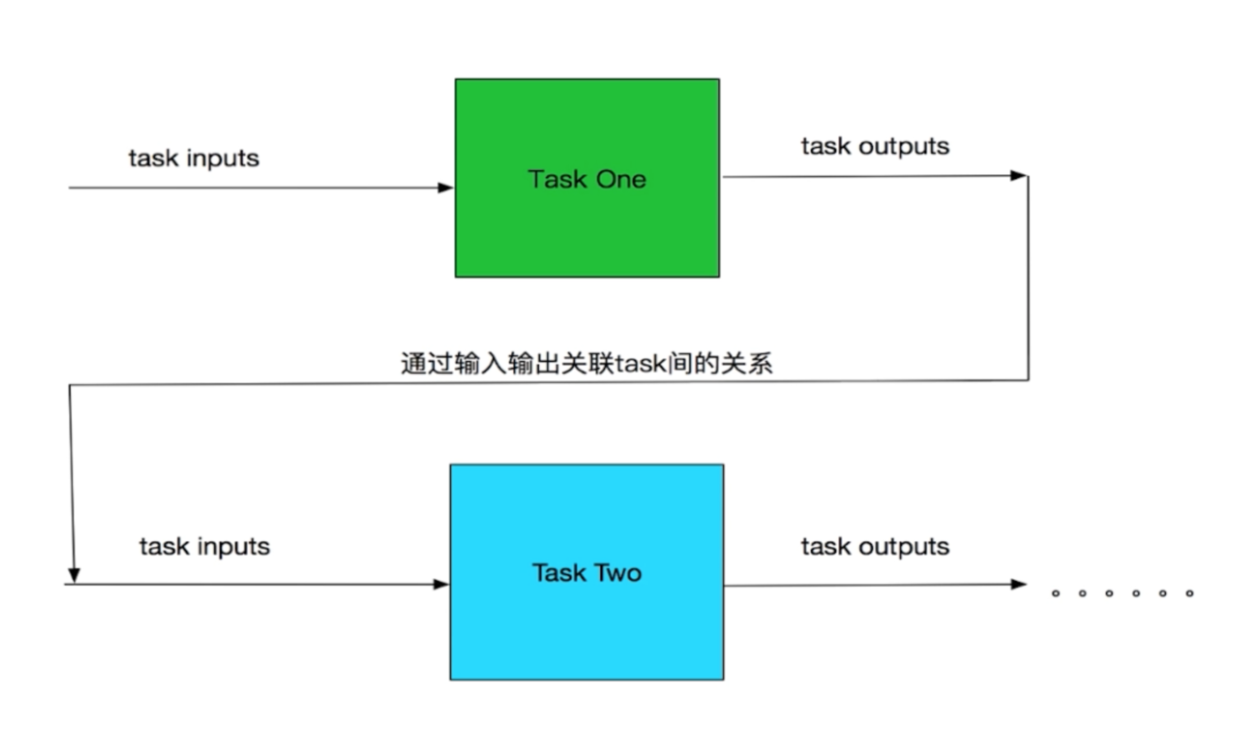 task inputs
Task One
task outputs
通过输入输出关联task间的关系
task inputs
Task Two
task outputs
。。。。。。